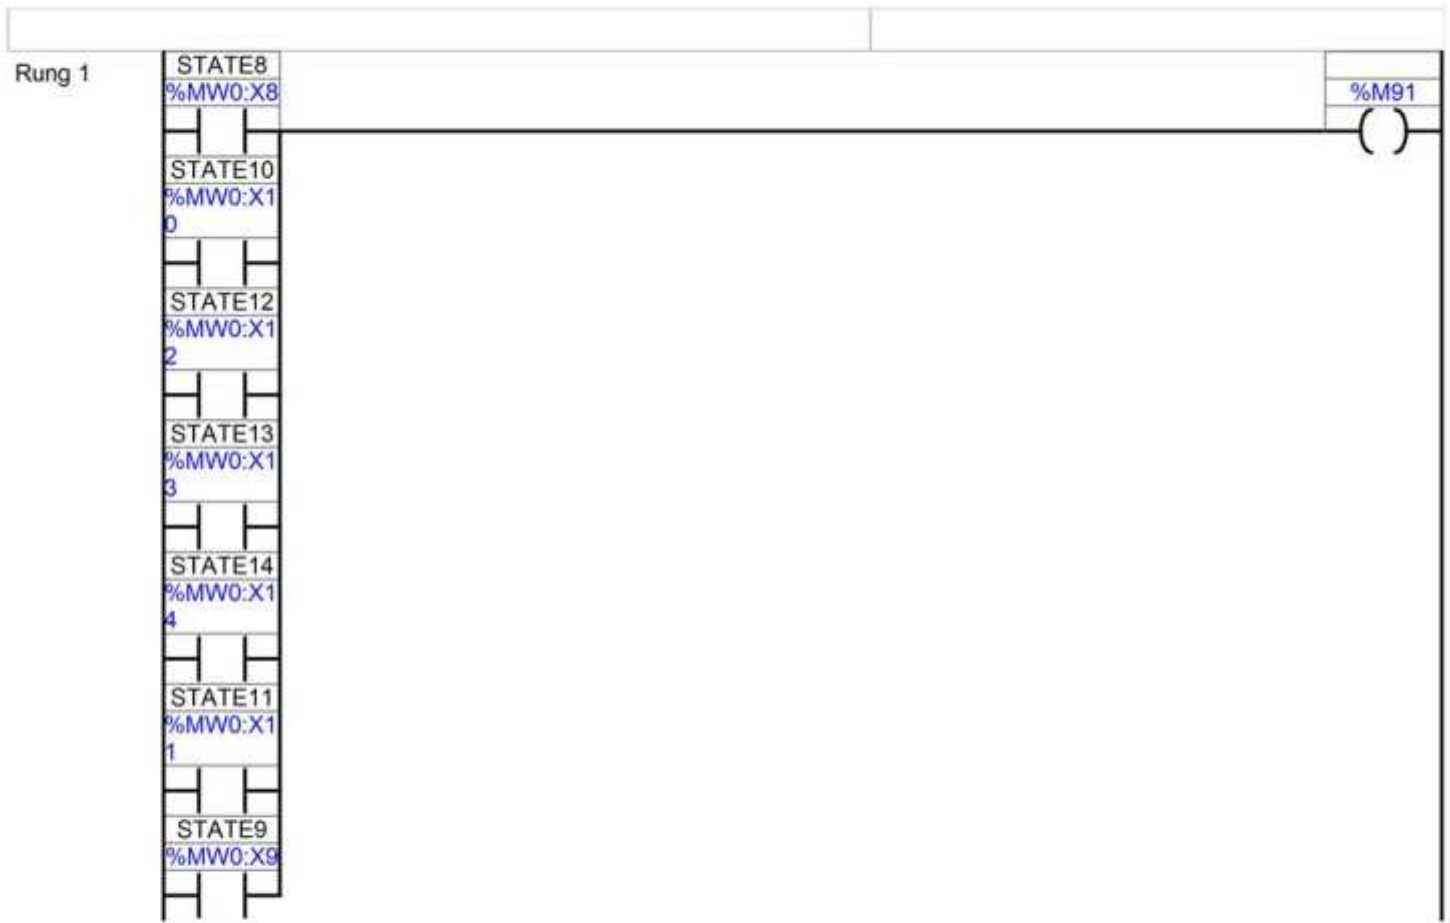 Rung 1
STATE8
%MW0:X8
%M91
STATE10
%MW0:X1
0
STATE12
%MW0:X1
2
STATE13
%MW0:X1
3
STATE14
%MW0:X1
4
STATE11
%MW0:X1
1
STATE9
%MW0:X9